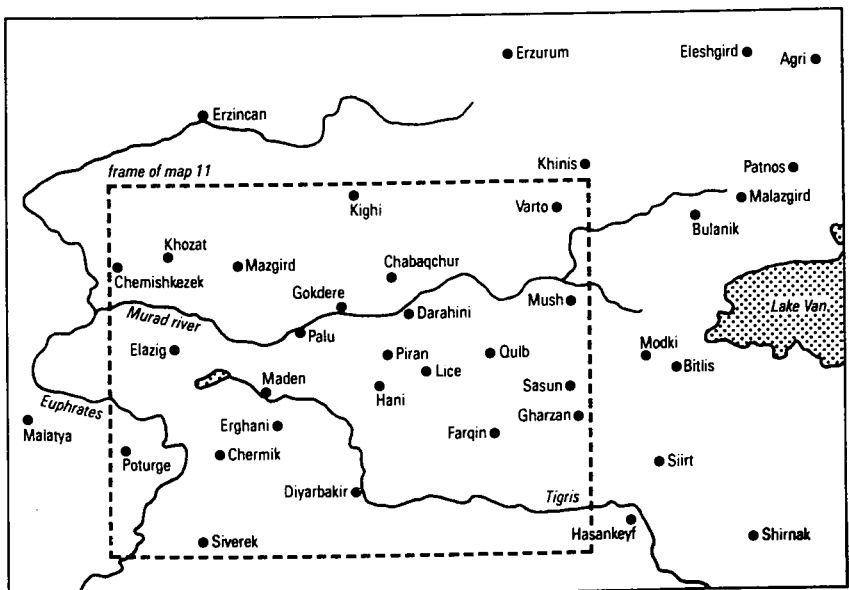 Erzurum
Eleshgird
Agri
Erzincan
frame of map 11
Khinis
Patnos
Kighi
Varto
Malazgird
Bulanik
Khozat
Chemishkezek
Mazgird
Chabaqchur
Gokdere
Mush
Lake Van
Murad river
Darahini
Palu
Elazig
Piran
Qulb
Modki
Bitlis
Lice
Maden
Hani
Sasun
Euphrates
Gharzan
Malatya
Erghani
Farqin
Poturge
Chermik
Siirt
Diyarbakir
Tigris
Hasankeyf
Siverek
Shirnak